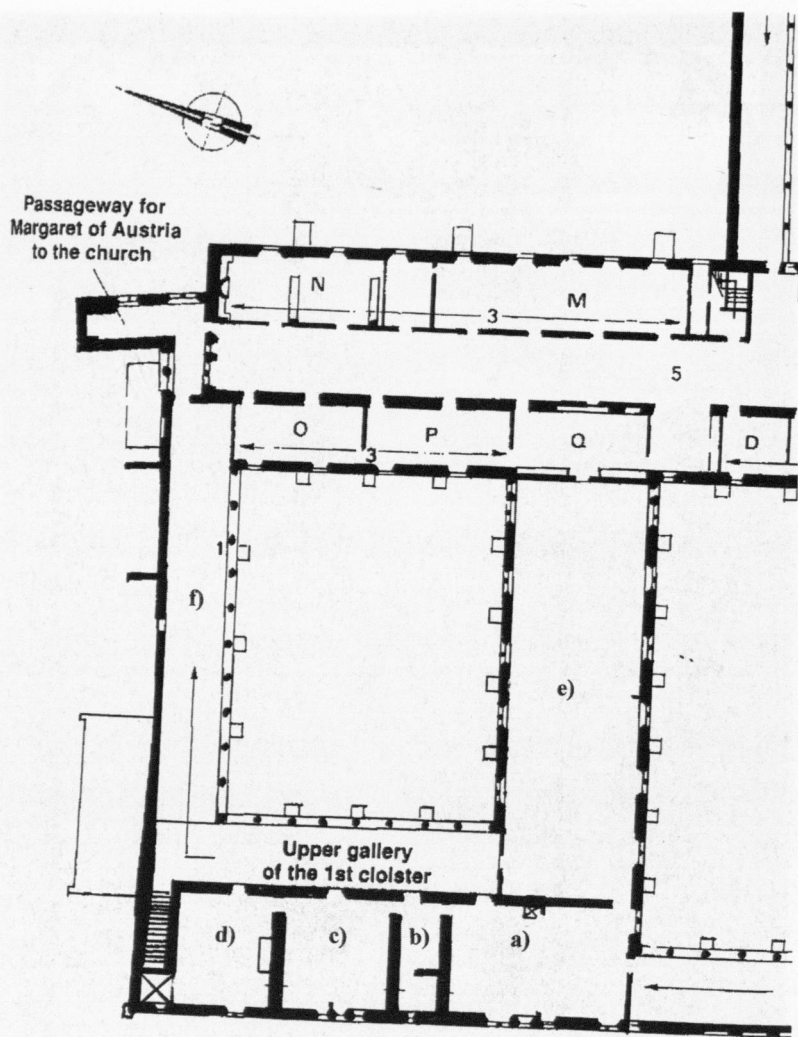 Passageway for
Margaret of Austria
to the church
N
M
3
5
O
P
Q
D
3
1
f)
e)
Upper gallery
of the 1st cloister
d)
c)
b)
a)